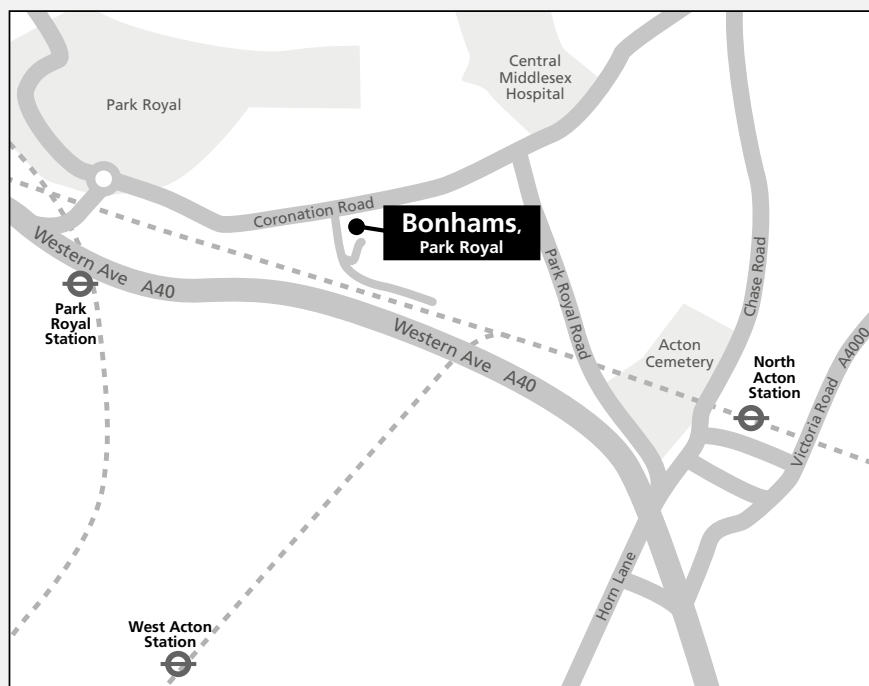 Central
Middlesex
Hospital
Park Royal
Coronation Road
Bonhams,
Park Royal
Western Ave A40
Park
Royal
Station
Park Royal Road
Chase Road
Western Ave A40
Acton
Cemetery
North
Acton
Station
Victoria Road A4000
Horn Lane
West Acton
Station